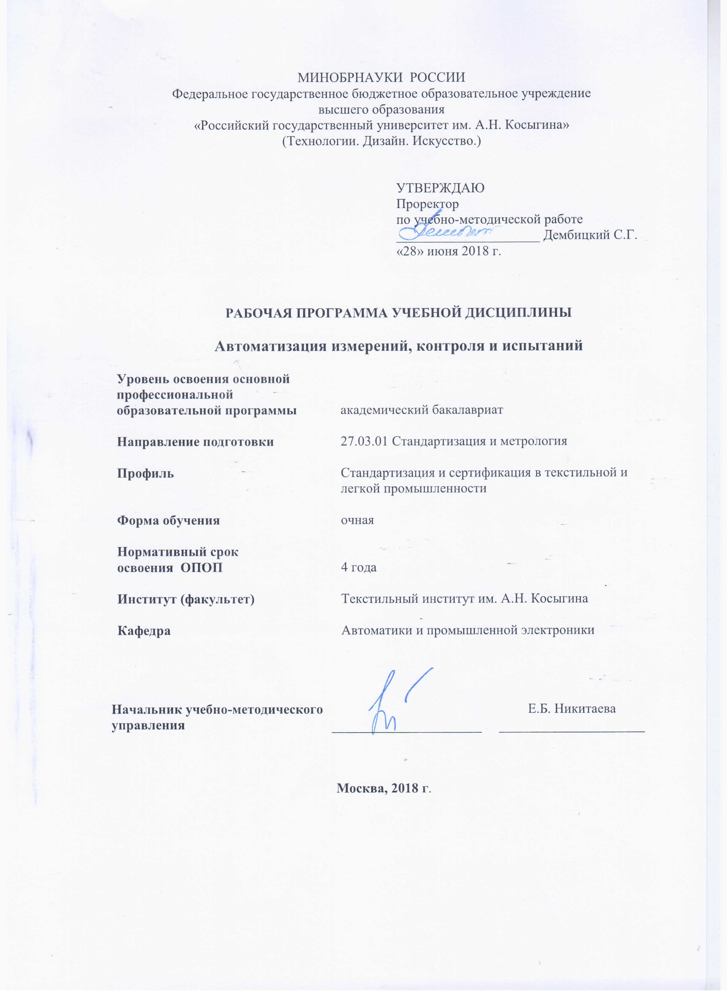 МИНОБРНАУКИ РОССИИ
Федеральное государственное бюджетное образовательное учреждение
высшего образования
«Российский государственный университет им. А.Н. Косыгина»
(Технологии. Дизайн. Искусство.)
УТВЕРЖДАЮ
Проректор
по учебно-методической работе
Дембицкий С.Г.
«28» июня 2018 г.
РАБОЧАЯ ПРОГРАММА УЧЕБНОЙ ДИСЦИПЛИНЫ
Автоматизация измерений, контроля и испытаний
Уровень освоения основной
профессиональной
образовательной программы академический бакалавриат
Направление подготовки 27.03.01 Стандартизация и метрология
Профиль Стандартизация и сертификация в текстильной и
легкой промышленности
Форма обучения очная
Нормативный срок
освоения ОПОП 4 года
Институт (факультет) Текстильный институт им. А.Н. Косыгина
Кафедра Автоматики и промышленной электроники
Начальник учебно-методического Е.Б. Никитаева
управления
Москва, 2018 г.